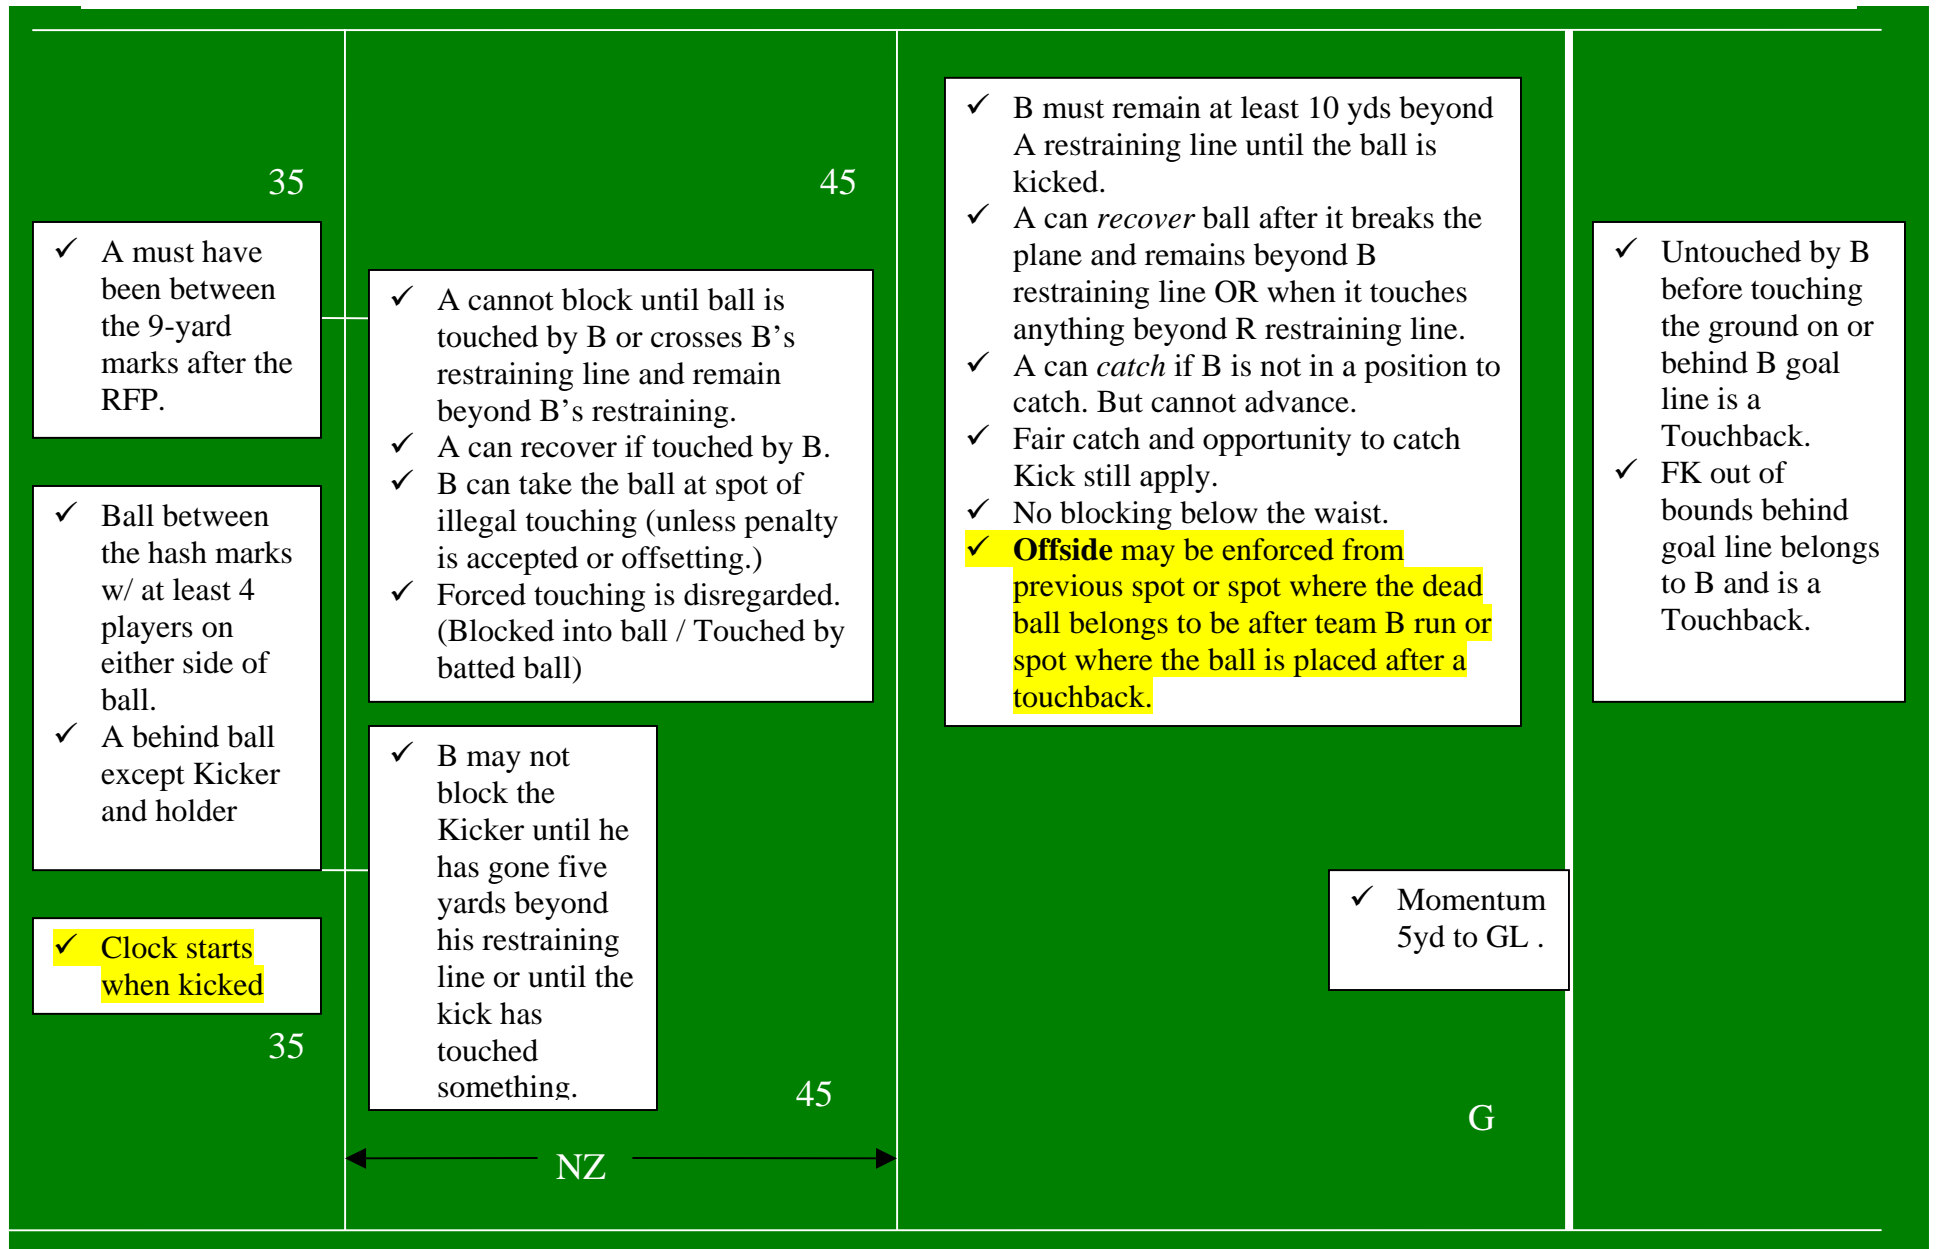 35
✓ A must have
been between
the 9-yard
marks after the
RFP.
✓ Ball between
the hash marks
w/ at least 4
players on
either side of
ball.
✓ A behind ball
except Kicker
and holder
✓ Clock starts
when kicked
35
45
✓ A cannot block until ball is
touched by B or crosses B’s
restraining line and remain
beyond B’s restraining.
✓ A can recover if touched by B.
✓ B can take the ball at spot of
illegal touching (unless penalty
is accepted or offsetting.)
✓ Forced touching is disregarded.
(Blocked into ball / Touched by
batted ball)
✓ B may not
block the
Kicker until he
has gone five
yards beyond
his restraining
line or until the
kick has
touched
something.
45
NZ
✓ B must remain at least 10 yds beyond
A restraining line until the ball is
kicked.
✓ A can recover ball after it breaks the
plane and remains beyond B
restraining line OR when it touches
anything beyond R restraining line.
✓ A can catch if B is not in a position to
catch. But cannot advance.
✓ Fair catch and opportunity to catch
Kick still apply.
✓ No blocking below the waist.
✓ Offside may be enforced from
previous spot or spot where the dead
ball belongs to be after team B run or
spot where the ball is placed after a
touchback.
✓ Momentum
5yd to GL .
G
✓ Untouched by B
before touching
the ground on or
behind B goal
line is a
Touchback.
✓ FK out of
bounds behind
goal line belongs
to B and is a
Touchback.